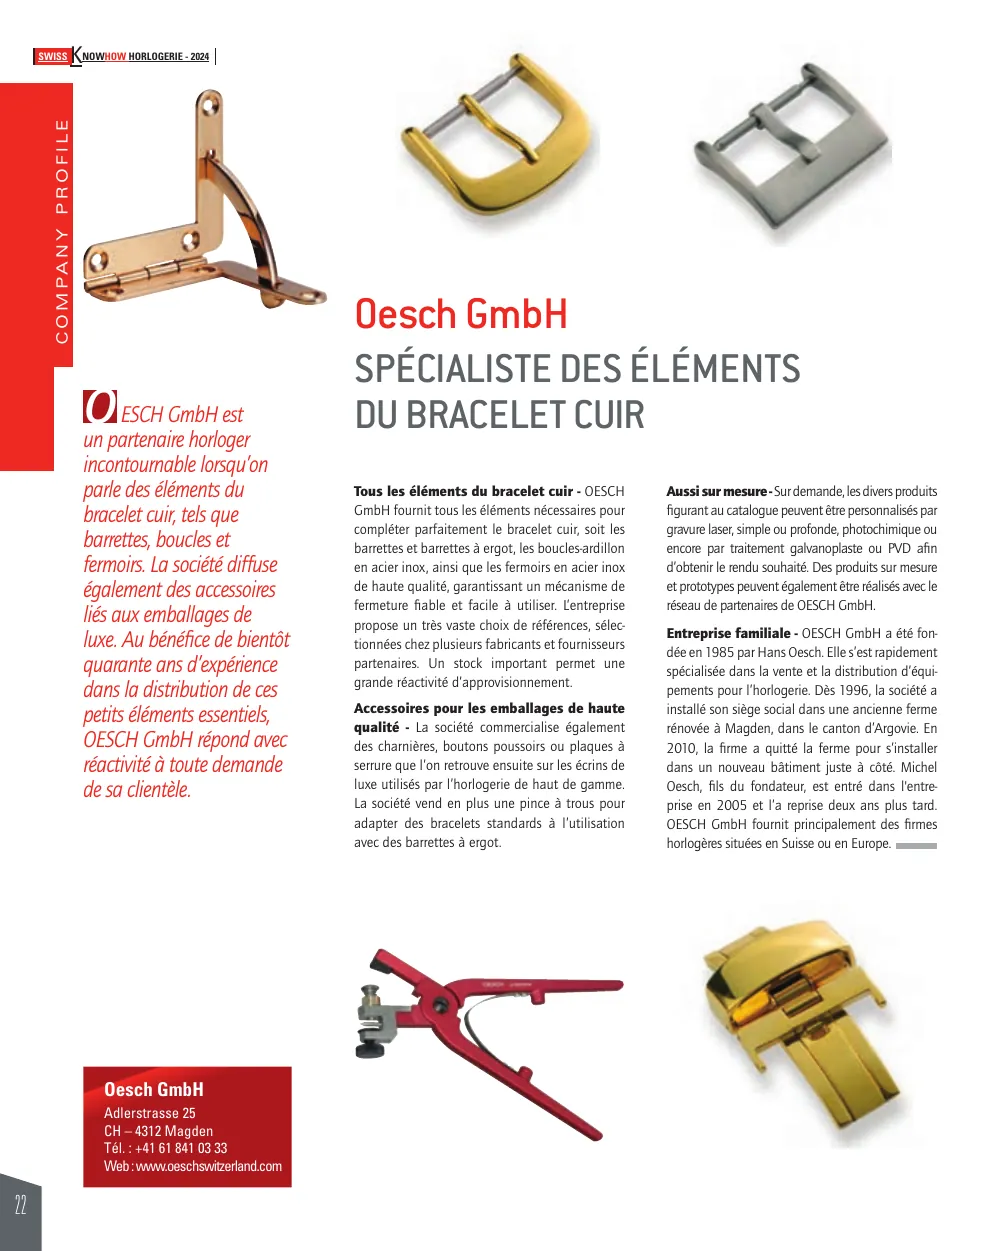 SWISS KNOWHOW HORLOGERIE - 2024
COMPANY PROFILE
Oesch GmbH
SPÉCIALISTE DES ÉLÉMENTS
DU BRACELET CUIR
OESCH GmbH est
un partenaire horloger
incontournable lorsqu’on
parle des éléments du
bracelet cuir, tels que
barrettes, boucles et
fermoirs. La société diffuse
également des accessoires
liés aux emballages de
luxe. Au bénéfice de bientôt
quarante ans d’expérience
dans la distribution de ces
petits éléments essentiels,
OESCH GmbH répond avec
réactivité à toute demande
de sa clientèle.
Tous les éléments du bracelet cuir - OESCH
GmbH fournit tous les éléments nécessaires pour
compléter parfaitement le bracelet cuir, soit les
barrettes et barrettes à ergot, les boucles-ardillon
en acier inox, ainsi que les fermoirs en acier inox
de haute qualité, garantissant un mécanisme de
fermeture fiable et facile à utiliser. L’entreprise
propose un très vaste choix de références, sélec-
tionnées chez plusieurs fabricants et fournisseurs
partenaires. Un stock important permet une
grande réactivité d’approvisionnement.
Accessoires pour les emballages de haute
qualité - La société commercialise également
des charnières, boutons poussoirs ou plaques à
serrure que l’on retrouve ensuite sur les écrins de
luxe utilisés par l’horlogerie de haut de gamme.
La société vend en plus une pince à trous pour
adapter des bracelets standards à l’utilisation
avec des barrettes à ergot.
Aussi sur mesure - Sur demande, les divers produits
figurant au catalogue peuvent être personnalisés par
gravure laser, simple ou profonde, photochimique ou
encore par traitement galvanoplaste ou PVD afin
d’obtenir le rendu souhaité. Des produits sur mesure
et prototypes peuvent également être réalisés avec le
réseau de partenaires de OESCH GmbH.
Entreprise familiale - OESCH GmbH a été fon-
dée en 1985 par Hans Oesch. Elle s’est rapidement
spécialisée dans la vente et la distribution d’équi-
pements pour l’horlogerie. Dès 1996, la société a
installé son siège social dans une ancienne ferme
rénovée à Magden, dans le canton d’Argovie. En
2010, la firme a quitté la ferme pour s’installer
dans un nouveau bâtiment juste à côté. Michel
Oesch, fils du fondateur, est entré dans l’entre-
prise en 2005 et l’a reprise deux ans plus tard.
OESCH GmbH fournit principalement des firmes
horlogères situées en Suisse ou en Europe.
Oesch GmbH
Adlerstrasse 25
CH – 4312 Magden
Tél. : +41 61 841 03 33
Web : www.oeschswitzerland.com
22